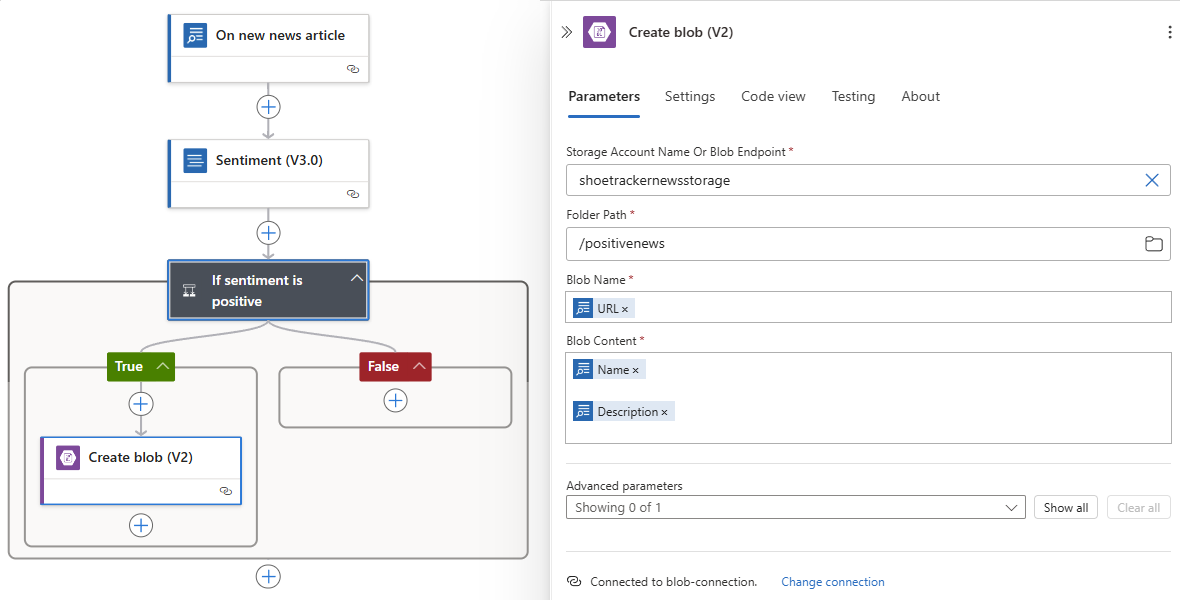 On new news article
Sentiment (V3.0)
If sentiment is
positive
True
False
Create blob (V2)
Create blob (V2)
Parameters Settings Code view Testing About
Storage Account Name Or Blob Endpoint *
shoetrackernewsstorage
Folder Path *
/positivenews
Blob Name *
URL ×
Blob Content *
Name ×
Description ×
Advanced parameters
Showing 0 of 1 Show all Clear all
Connected to blob-connection. Change connection